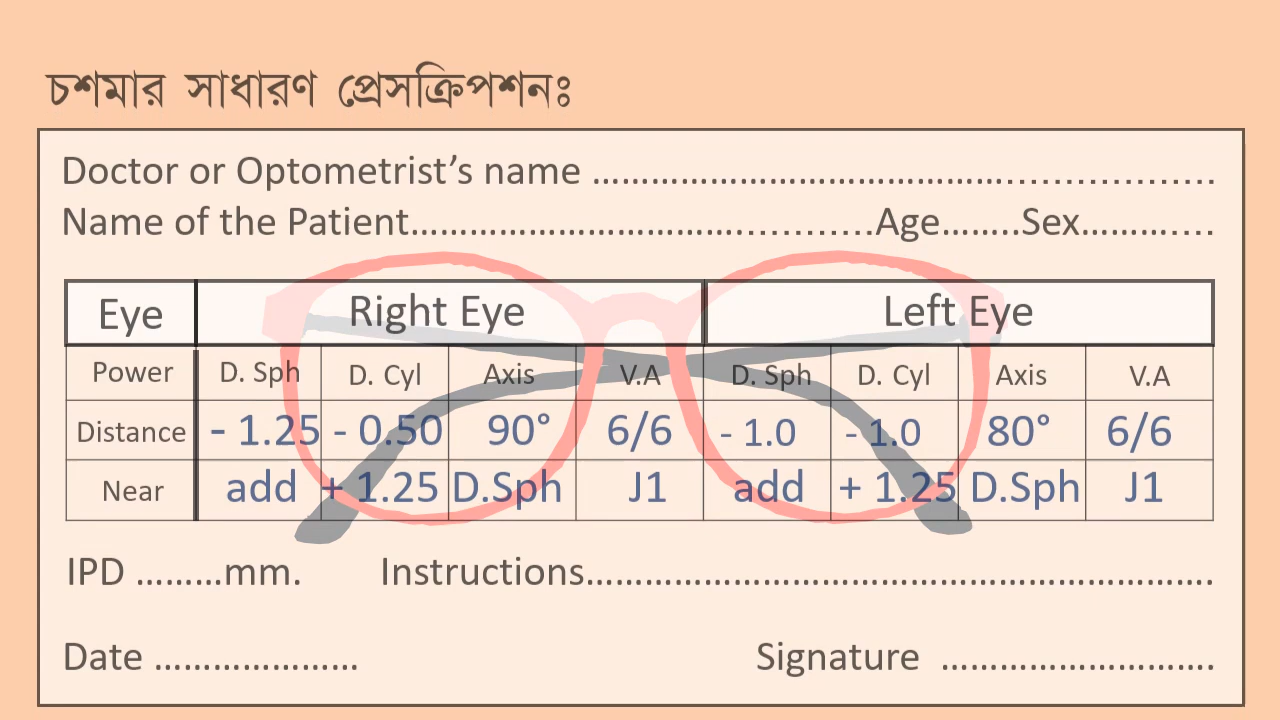 চশমার সাধারণ প্রেসক্রিপশনঃ
Doctor or Optometrist’s name ……………………………………………………
Name of the Patient………………………………………Age……..Sex…………..
Eye Right Eye Left Eye
Power D. Sph D. Cyl Axis V.A D. Sph D. Cyl Axis V.A
Distance - 1.25 - 0.50 90° 6/6 - 1.0 - 1.0 80° 6/6
Near add + 1.25 D.Sph J1 add + 1.25 D.Sph J1
IPD ………mm. Instructions……………………………………………………….
Date ………………… Signature ……………………….